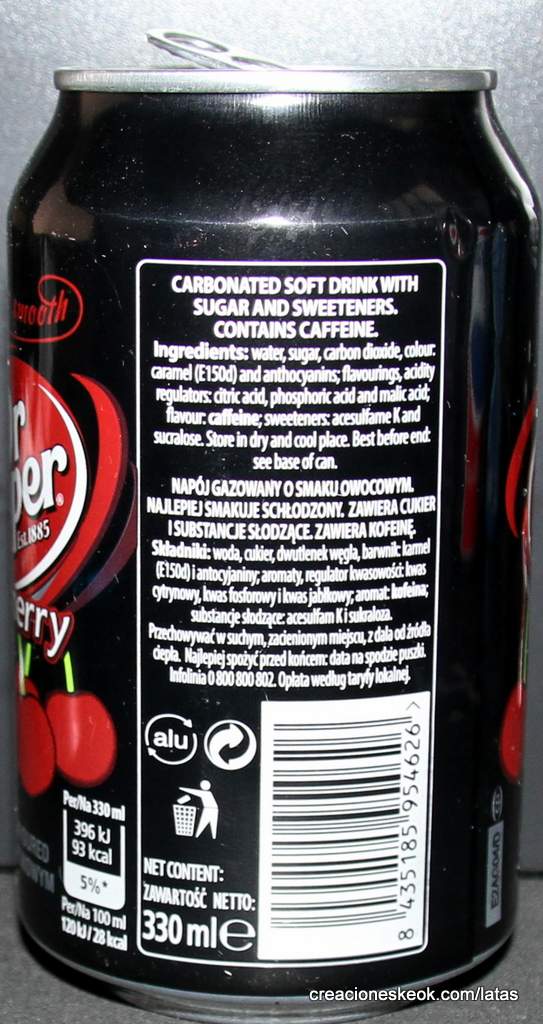 CARBONATED SOFT DRINK WITH
SUGAR AND SWEETENERS.
CONTAINS CAFFEINE.
Ingredients: water, sugar, carbon dioxide, colour:
caramel (E150d) and anthocyanins; flavourings, acidity
regulators: citric acid, phosphoric acid and malic acid;
flavour: caffeine; sweeteners: acesulfame K and
sucralose. Store in dry and cool place. Best before end:
see base of can.
NAPÓJ GAZOWANY O SMAKU OWOCOWYM.
NAJLEPIEJ SMAKUJE SCHŁODZONY. ZAWIERA CUKIER
I SUBSTANCJE SŁODZĄCE. ZAWIERA KOFEINĘ.
Składniki: woda, cukier, dwutlenek węgla, barwnik: karmel
(E150d) i antocyjaniny; aromaty, regulator kwasowości: kwas
cytrynowy, kwas fosforowy i kwas jabłkowy; aromat: kofeina;
substancje słodzące: acesulfam K i sukraloza.
Przechowywać w suchym, zacienionym miejscu, z dala od źródła
ciepła. Najlepiej spożyć przed końcem: data na spodzie puszki.
Infolinia 0 800 800 802. Opłata według taryfy lokalnej.
r
per®
Est. 1885
erry
alu
Per/Na 330 ml
396 kJ
93 kcal
5%*
Per/Na 100 ml
120 kJ / 28 kcal
NET CONTENT:
ZAWARTOŚĆ NETTO:
330 ml e
8 435185 954626 >
creacioneskeok.com/latas